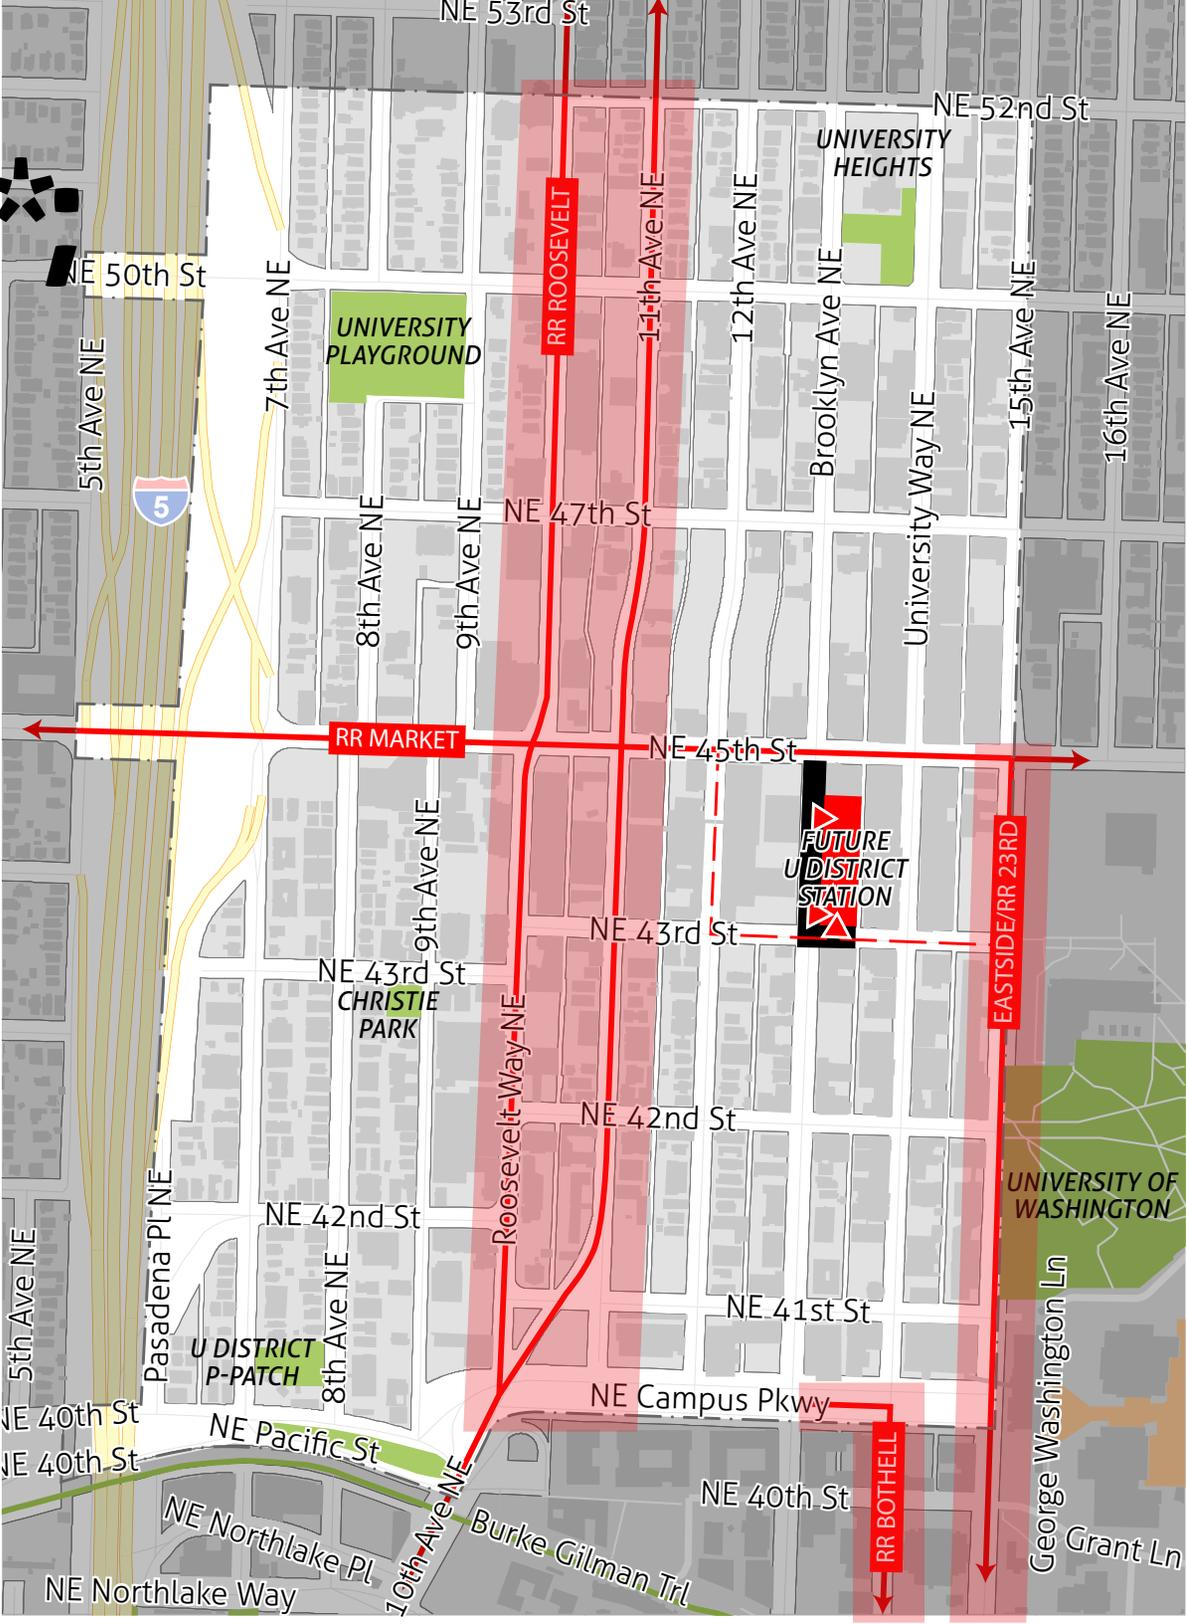 NE 53rd St
NE 52nd St
UNIVERSITY
HEIGHTS
RR ROOSEVELT
11th Ave NE
12th Ave NE
NE 50th St
7th Ave NE
Brooklyn Ave NE
15th Ave NE
16th Ave NE
UNIVERSITY
PLAYGROUND
5th Ave NE
University Way NE
5
8th Ave NE
9th Ave NE
NE 47th St
RR MARKET
NE 45th St
FUTURE
U DISTRICT
STATION
EASTSIDE/RR 23RD
9th Ave NE
NE 43rd St
NE 43rd St
CHRISTIE
PARK
Roosevelt Way NE
NE 42nd St
UNIVERSITY OF
WASHINGTON
Pasadena Pl NE
NE 42nd St
5th Ave NE
8th Ave NE
George Washington Ln
NE 41st St
U DISTRICT
P-PATCH
NE Campus Pkwy
NE 40th St
NE Pacific St
NE 40th St
RR BOTHELL
NE 40th St
10th Ave NE
NE Northlake Pl
Burke Gilman Trl
Grant Ln
NE Northlake Way